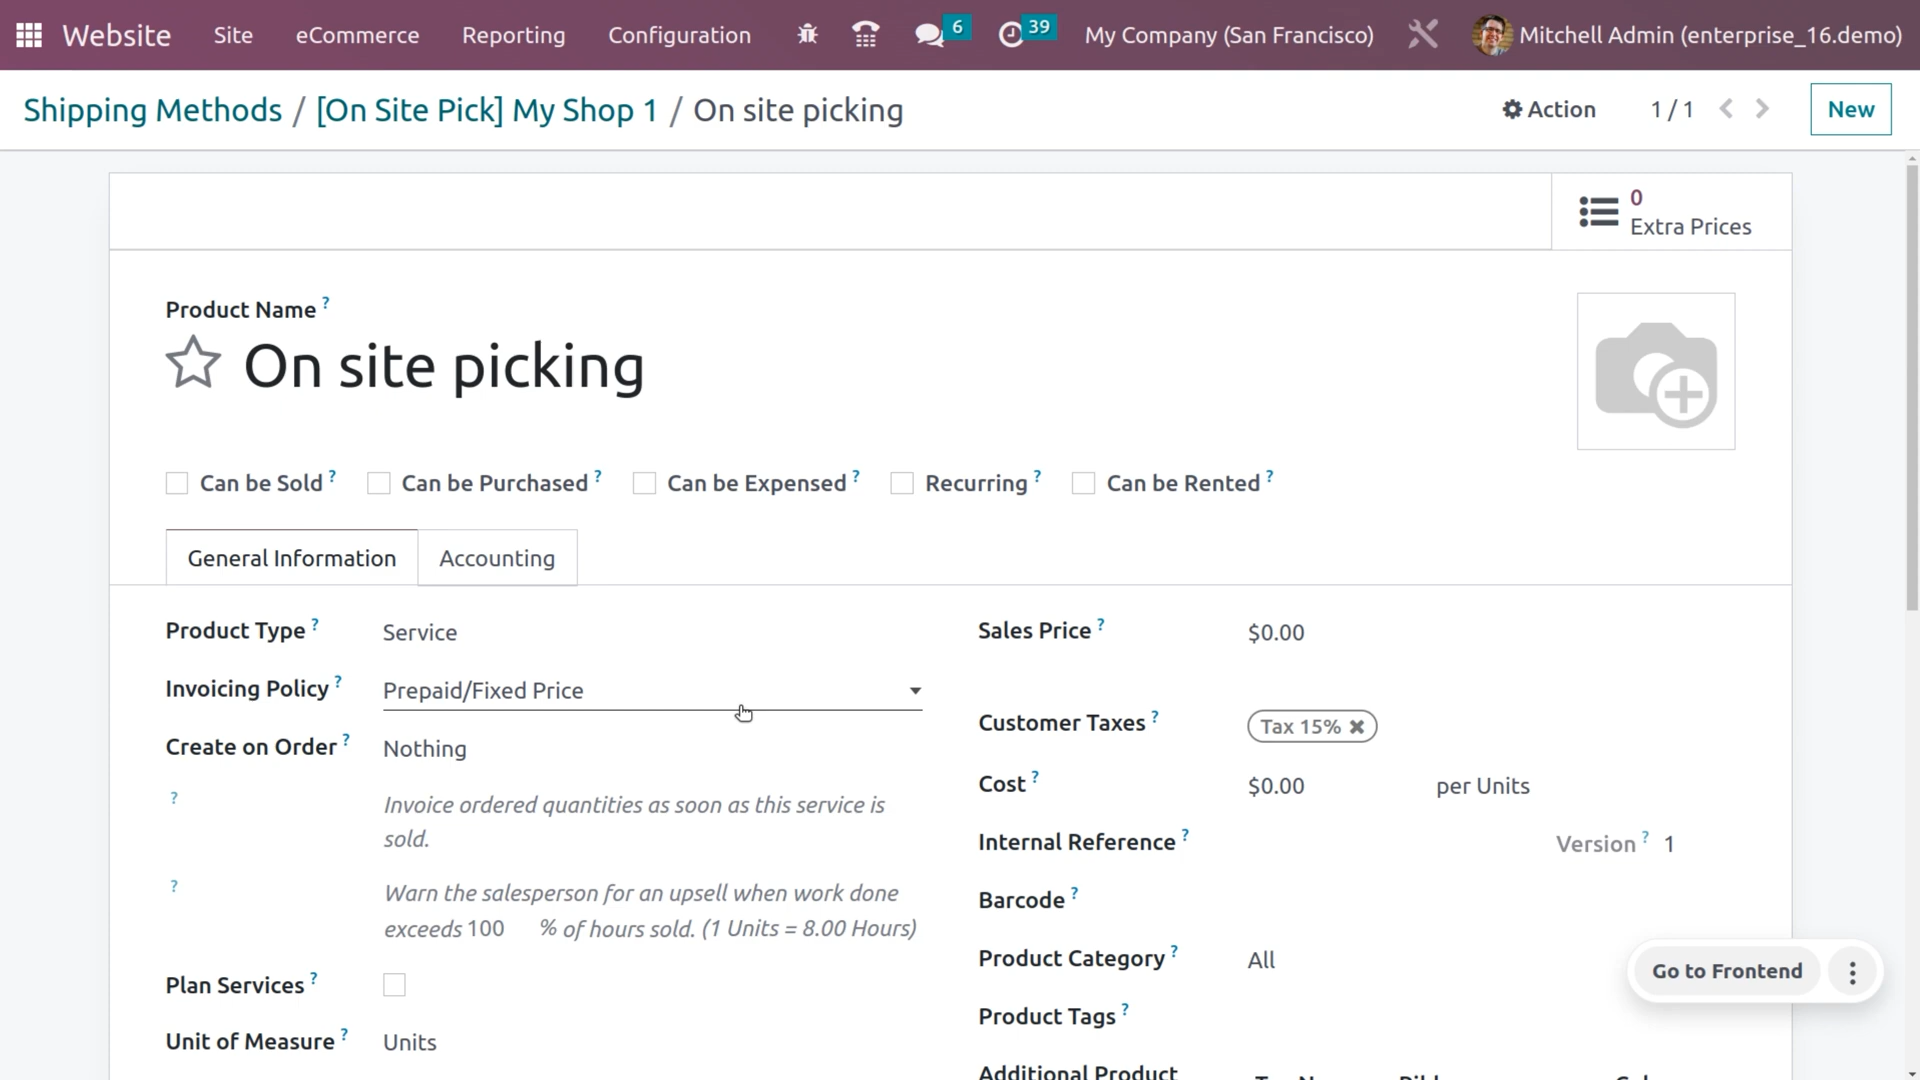 Website Site eCommerce Reporting Configuration 6 39 My Company (San Francisco) Mitchell Admin (enterprise_16.demo)
Shipping Methods / [On Site Pick] My Shop 1 / On site picking Action 1 / 1 New
0
Extra Prices
Product Name ?
On site picking
Can be Sold ? Can be Purchased ? Can be Expensed ? Recurring ? Can be Rented ?
General Information Accounting
Product Type ? Service Sales Price ? $0.00
Invoicing Policy ? Prepaid/Fixed Price
Customer Taxes ? Tax 15%
Create on Order ? Nothing
Cost ? $0.00 per Units
? Invoice ordered quantities as soon as this service is
sold.
Internal Reference ? Version ? 1
? Warn the salesperson for an upsell when work done
exceeds 100 % of hours sold. (1 Units = 8.00 Hours)
Barcode ?
Product Category ? All
Go to Frontend
Plan Services ?
Product Tags ?
Unit of Measure ? Units
Additional Product